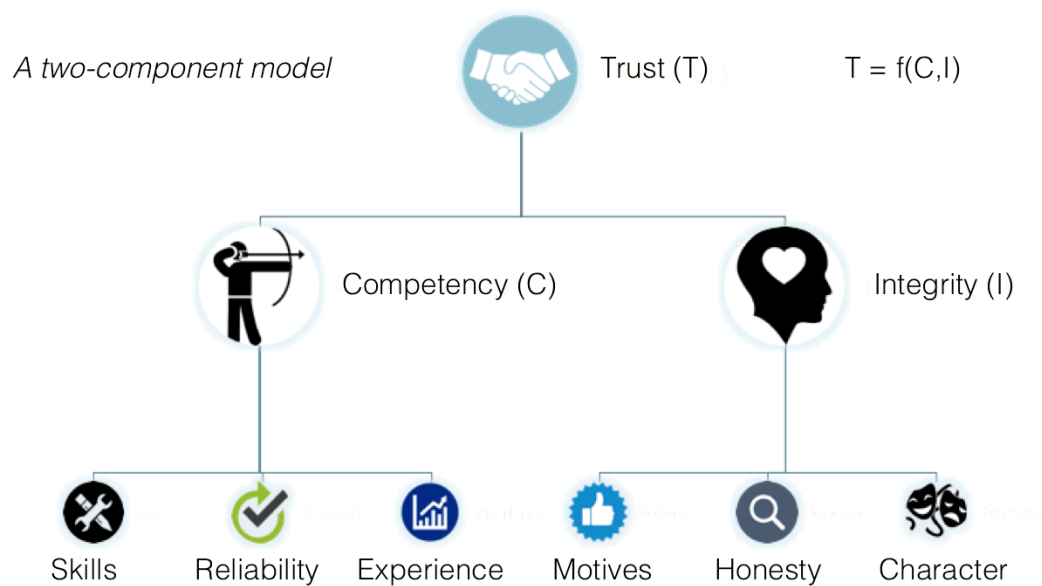 A two-component model
Trust (T)
T = f(C,I)
Competency (C)
Integrity (I)
Skills
Reliability
Experience
Motives
Honesty
Character